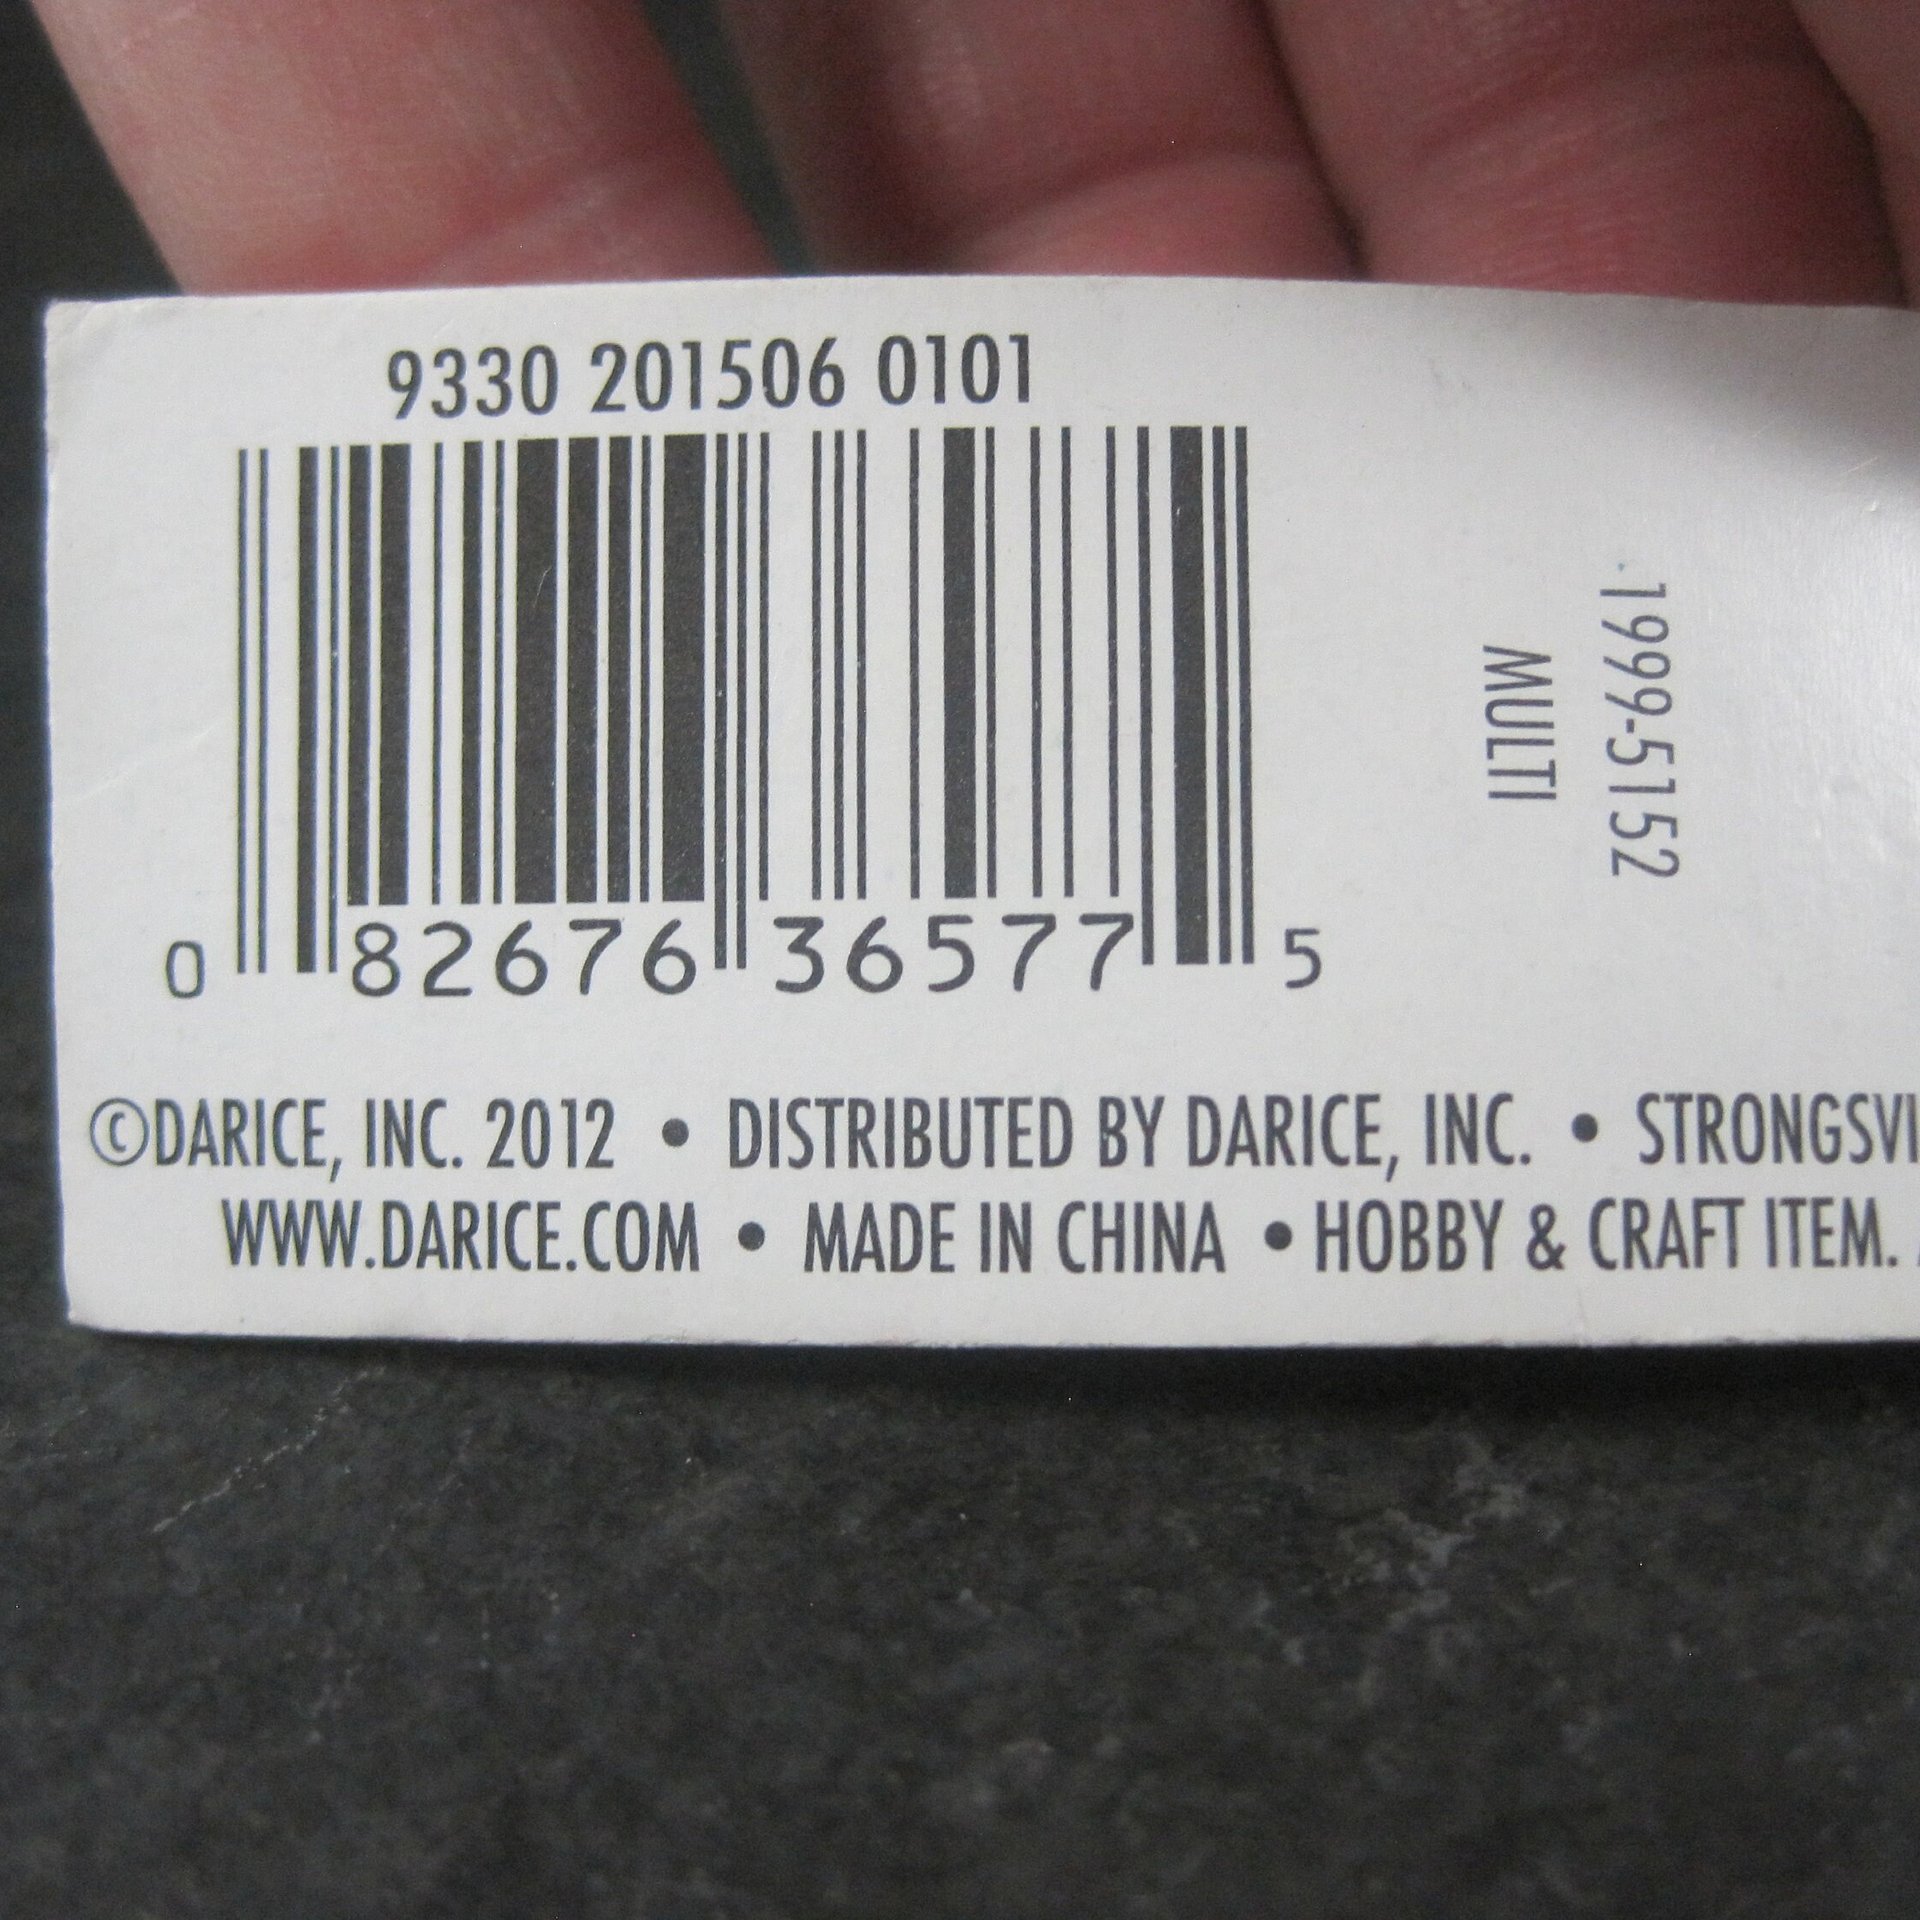 9330 201506 0101
0 82676 36577 5
1999-5152
MULTI
©DARICE, INC. 2012 • DISTRIBUTED BY DARICE, INC. •
WWW.DARICE.COM • MADE IN CHINA • HOBBY & CRAFT ITEM.